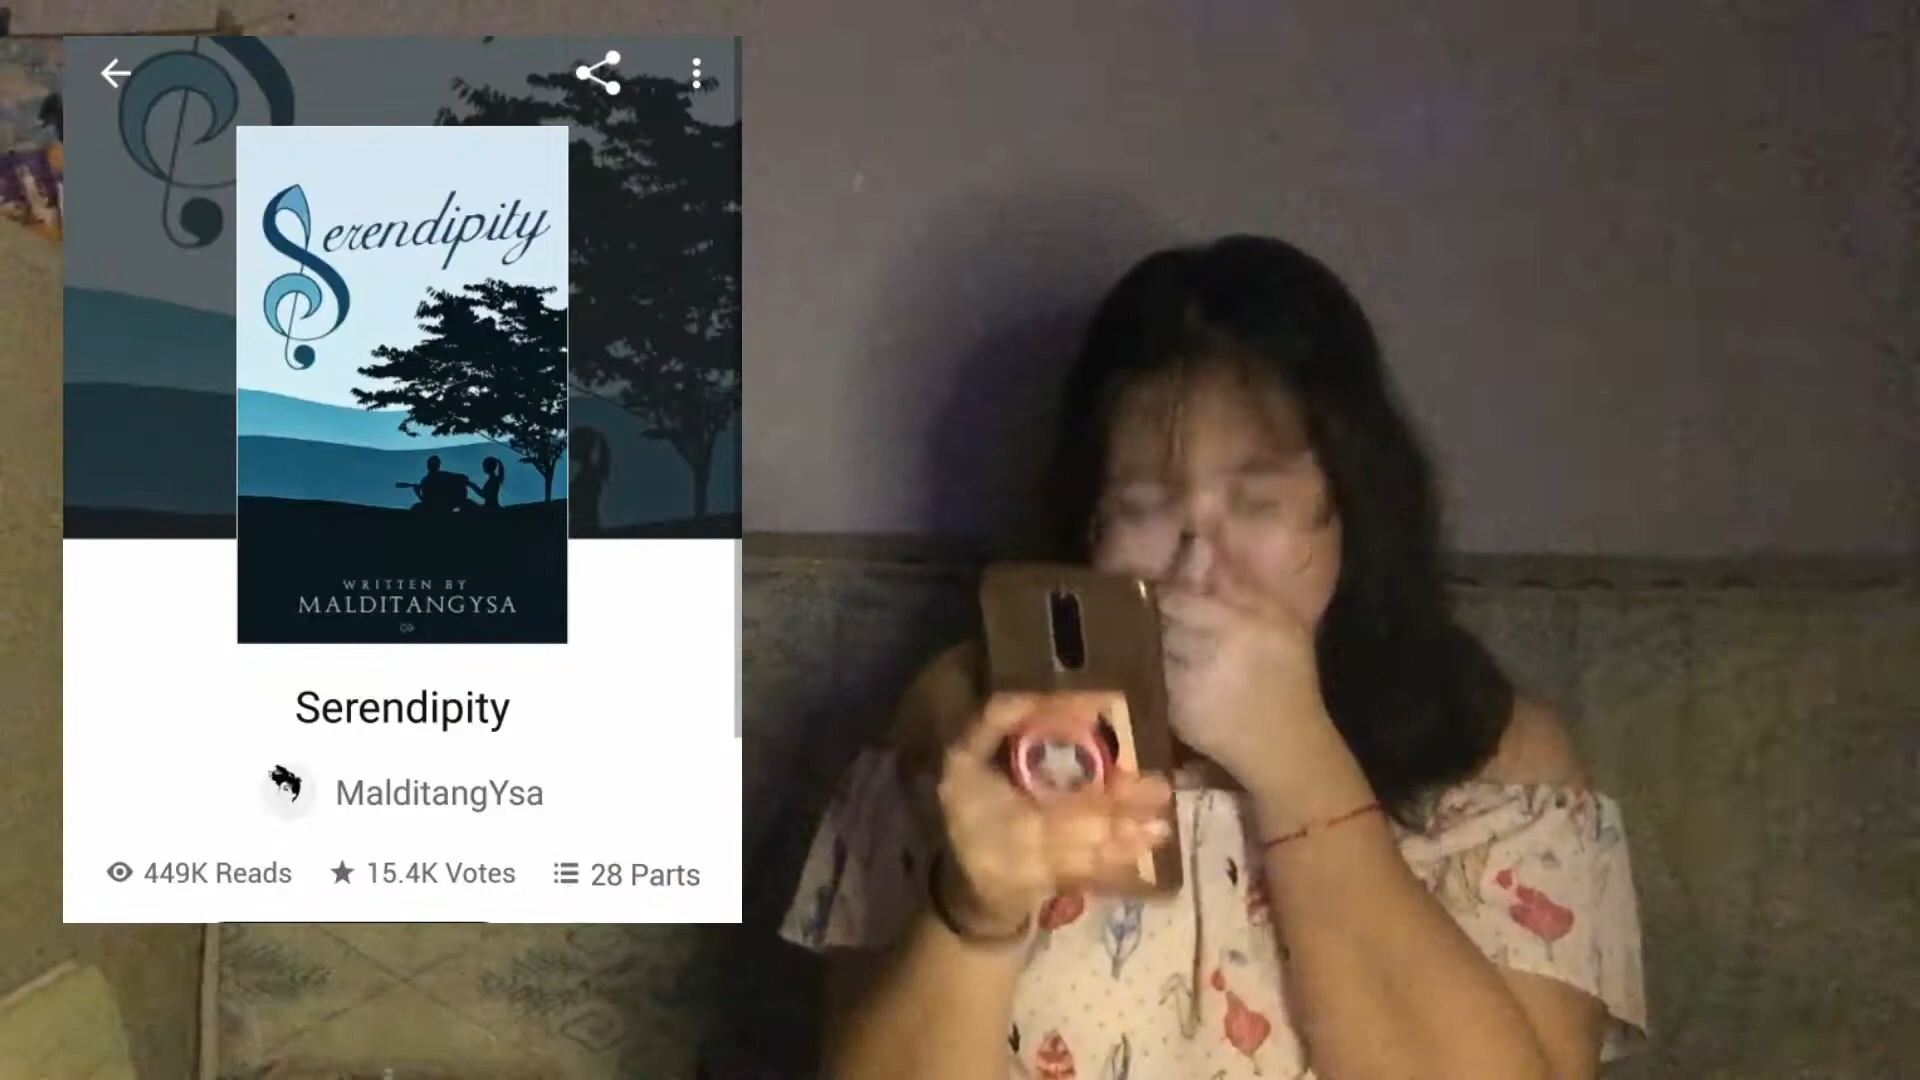 Serendipity
WRITTEN BY
MALDITANGYSA
Serendipity
MalditangYsa
449K Reads 15.4K Votes 28 Parts